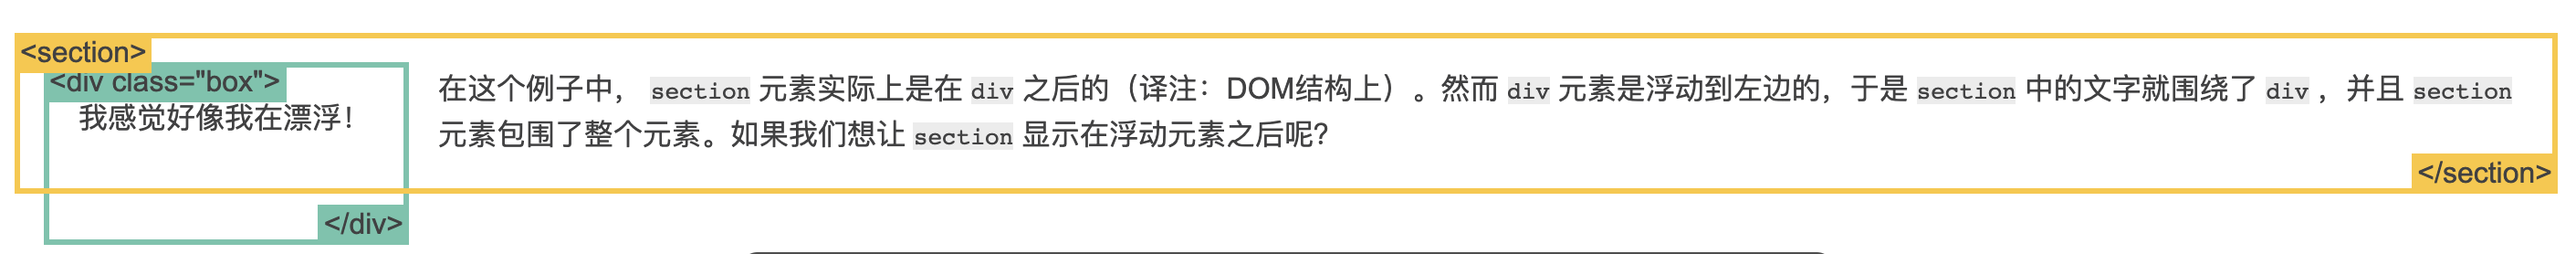 <section>
<div class="box">
我感觉好像我在漂浮！
在这个例子中， section 元素实际上是在 div 之后的（译注：DOM结构上）。然而 div 元素是浮动到左边的，于是 section 中的文字就围绕了 div ，并且 section
元素包围了整个元素。如果我们想让 section 显示在浮动元素之后呢？
</section>
</div>